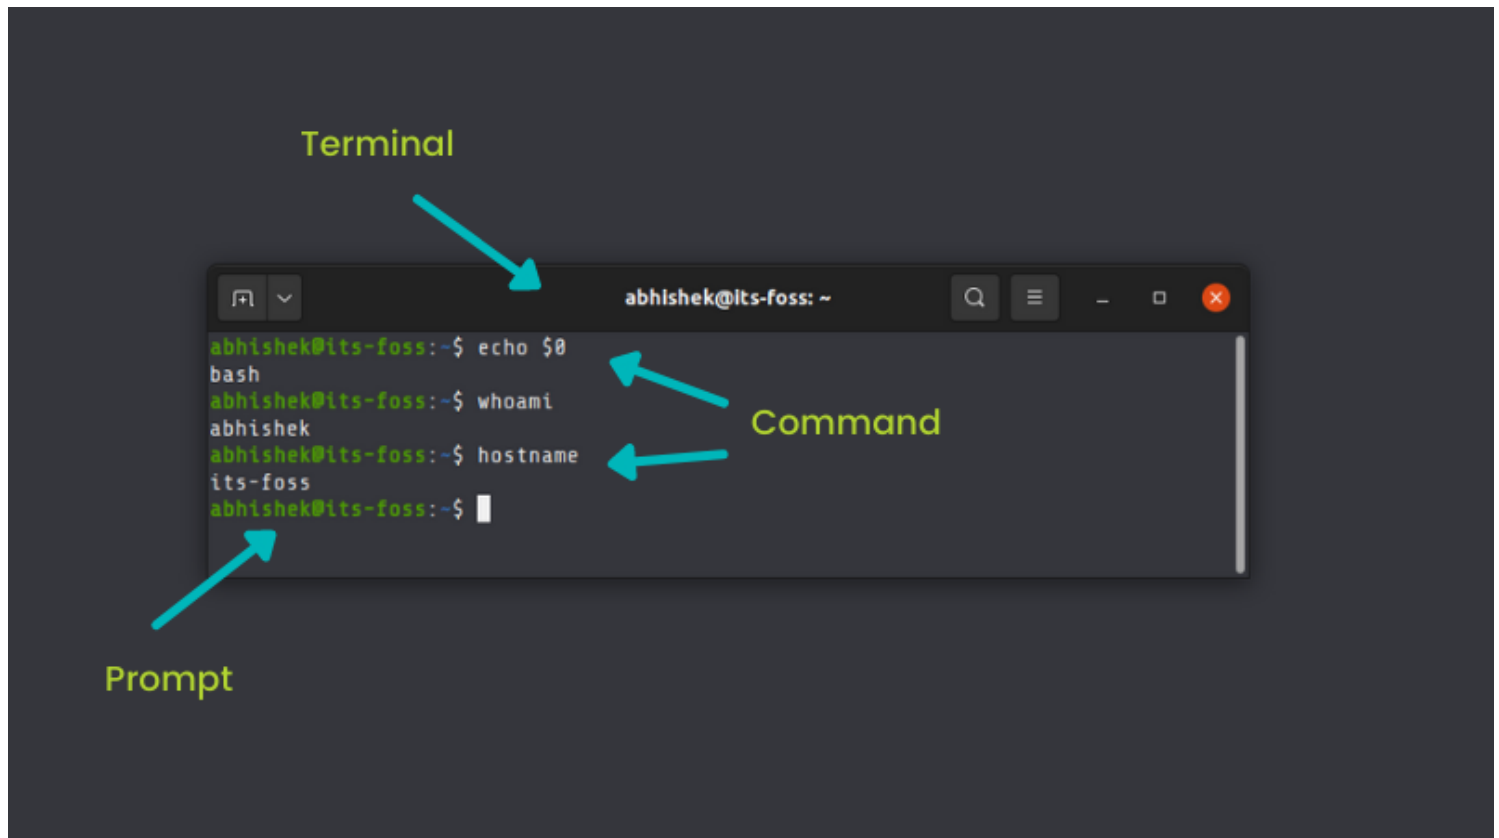 Terminal
abhishek@its-foss: ~
abhishek@its-foss:~$ echo $0
bash
abhishek@its-foss:~$ whoami
abhishek
abhishek@its-foss:~$ hostname
its-foss
abhishek@its-foss:~$
Command
Prompt